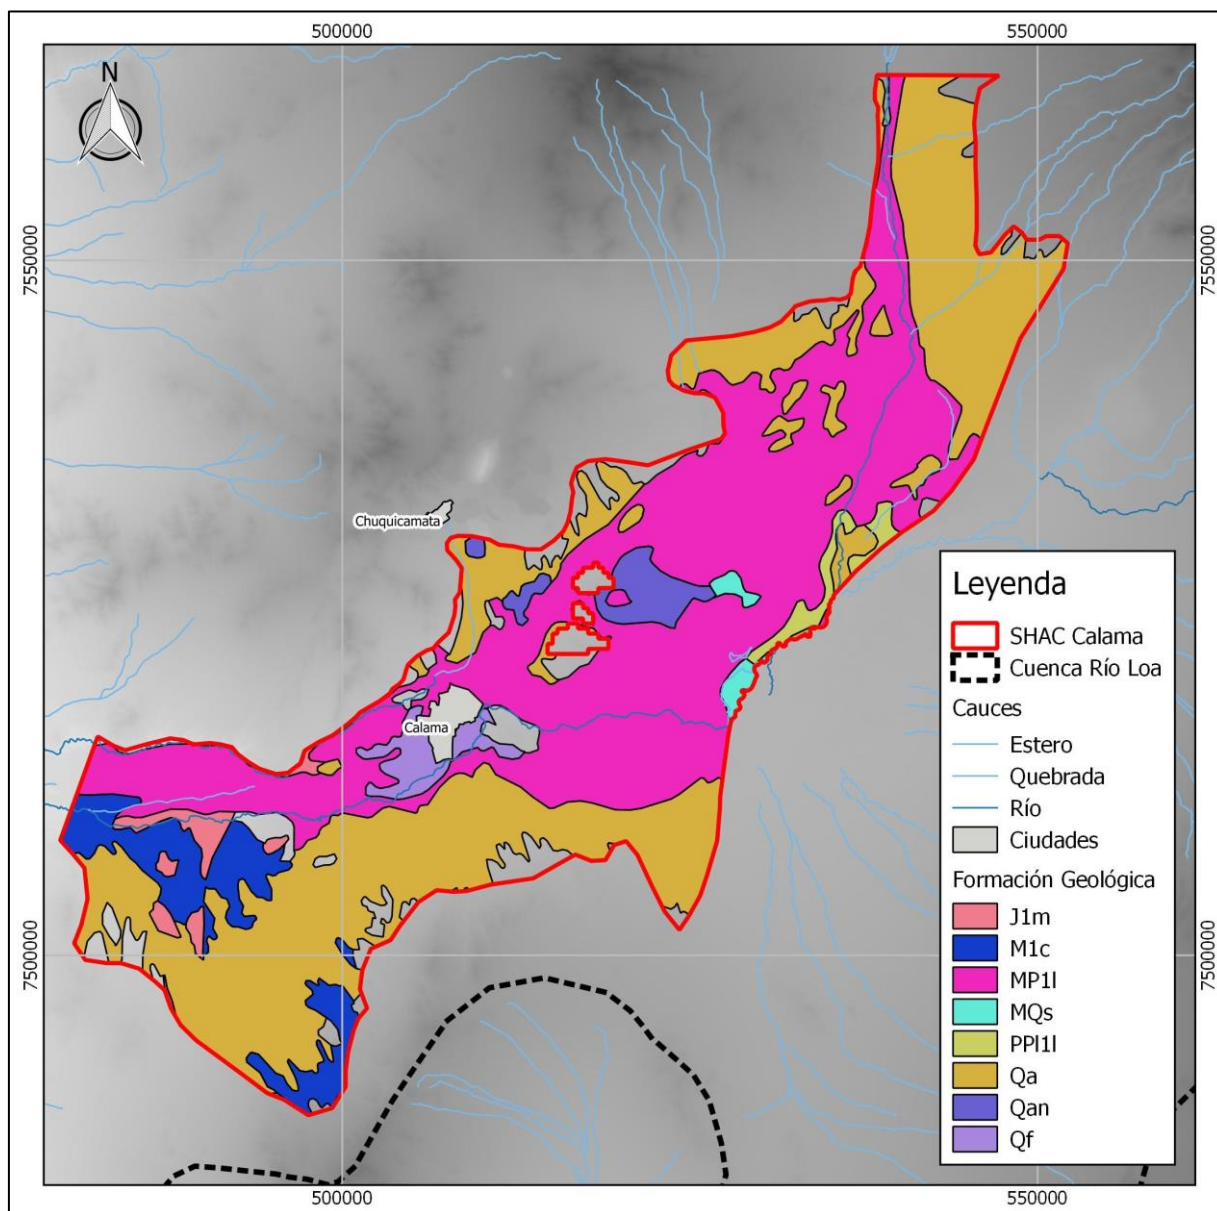 500000
550000
N
7550000
7550000
Chuquicamata
Calama
7500000
7500000
Leyenda
SHAC Calama
Cuenca Río Loa
Cauces
Estero
Quebrada
Río
Ciudades
Formación Geológica
J1m
M1c
MP1l
MQs
PPl1l
Qa
Qan
Qf
500000
550000